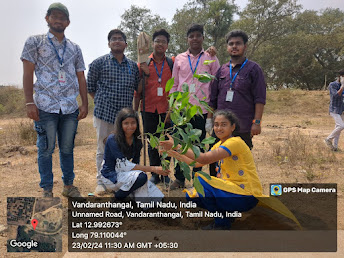 GPS Map Camera
Vandaranthangal, Tamil Nadu, India
Unnamed Road, Vandaranthangal, Tamil Nadu, India
Lat 12.992673°
Long 79.110044°
23/02/24 11:30 AM GMT +05:30
Google